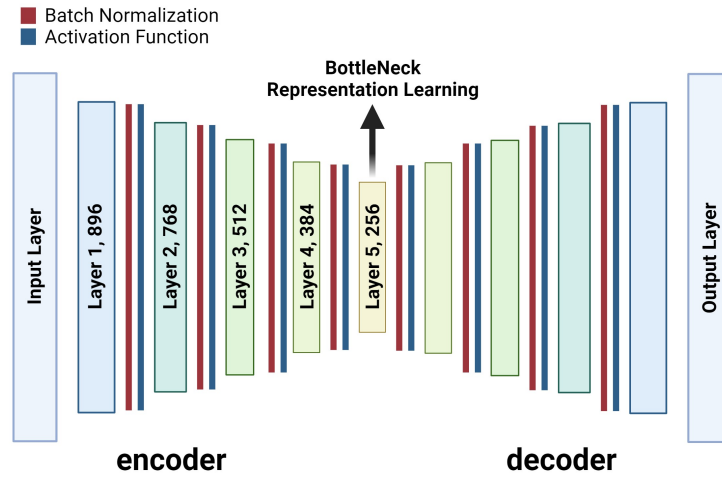 Batch Normalization
Activation Function
BottleNeck
Representation Learning
Input Layer
Layer 1, 896
Layer 2, 768
Layer 3, 512
Layer 4, 384
Layer 5, 256
Output Layer
encoder
decoder